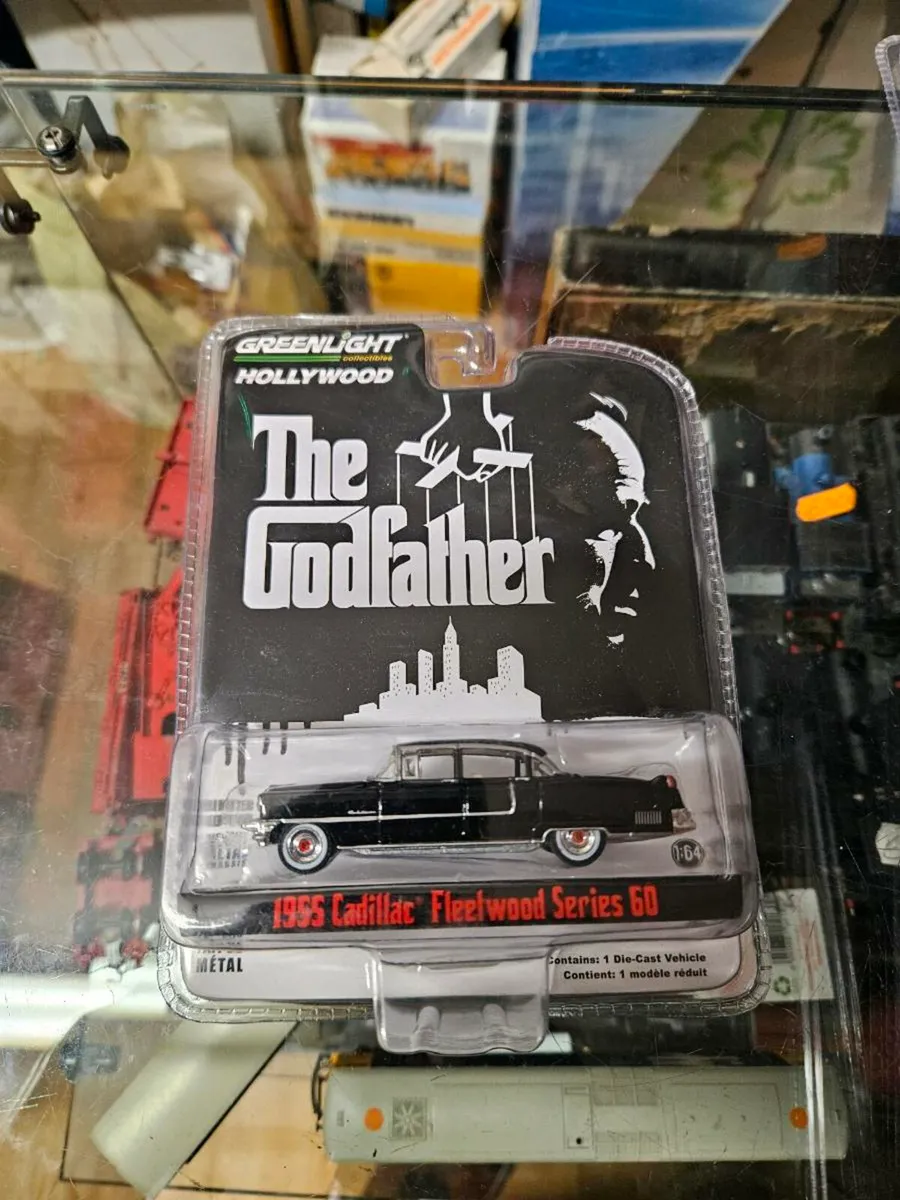 GREENLiGHT
collectibles
HOLLYWOOD
The
Godfather
1:64
1955 Cadillac® Fleetwood Series 60
MÉTAL
Contains: 1 Die-Cast Vehicle
Contient: 1 modèle réduit